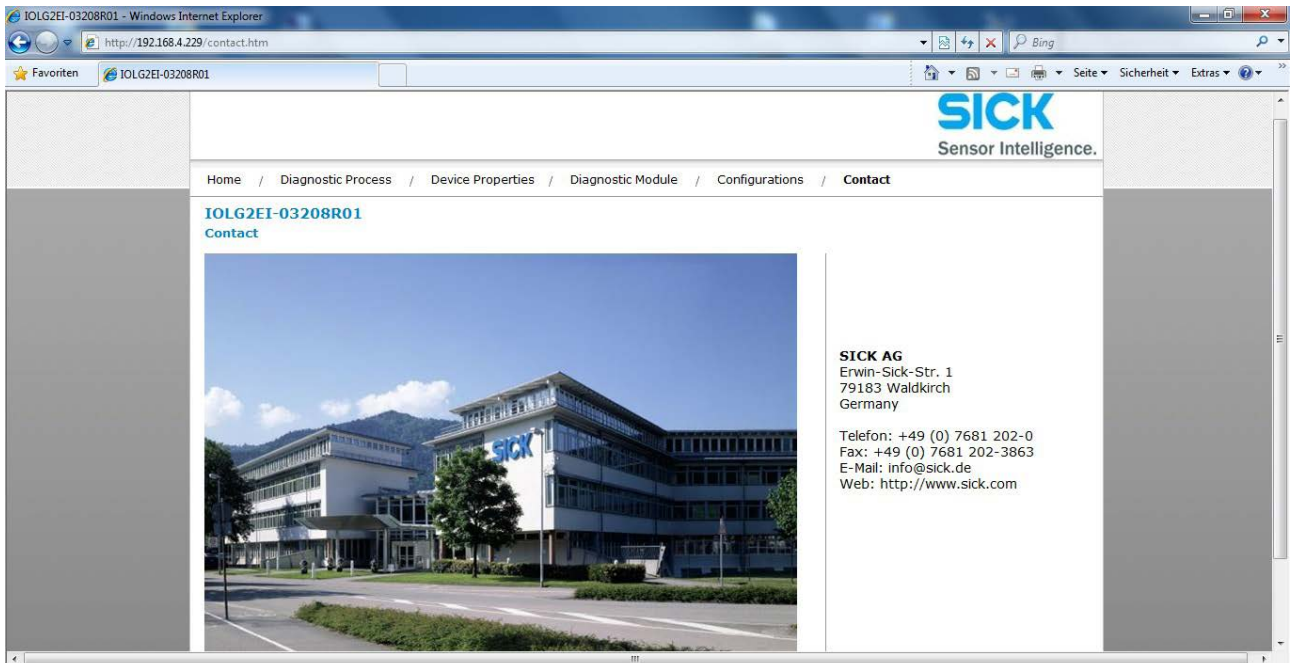 IOLG2EI-03208R01 - Windows Internet Explorer
http://192.168.4.229/contact.htm
Bing
Favoriten
IOLG2EI-03208R01
Seite
Sicherheit
Extras
SICK
Sensor Intelligence.
Home / Diagnostic Process / Device Properties / Diagnostic Module / Configurations / Contact
IOLG2EI-03208R01
Contact
SICK
SICK AG
Erwin-Sick-Str. 1
79183 Waldkirch
Germany
Telefon: +49 (0) 7681 202-0
Fax: +49 (0) 7681 202-3863
E-Mail: info@sick.de
Web: http://www.sick.com